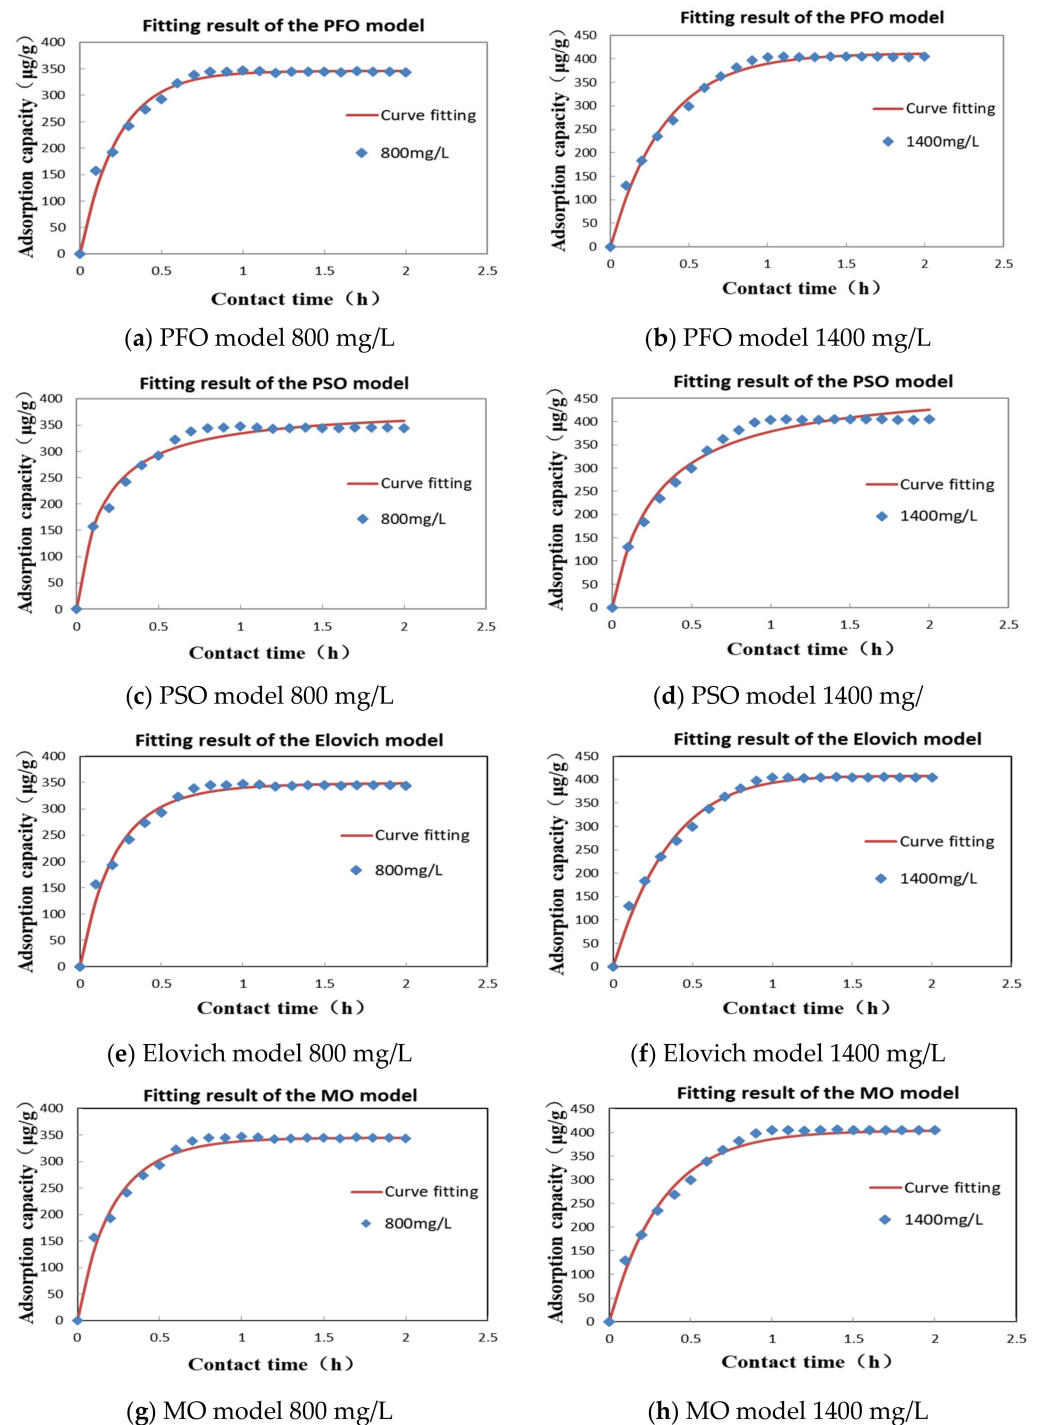 Fitting result of the PFO model
Adsorption capacity（μg/g）
400
350
300
250
200
150
100
50
0
0 0.5 1 1.5 2 2.5
Contact time（h）
Curve fitting
800mg/L
(a) PFO model 800 mg/L
Fitting result of the PFO model
Adsorption capacity（μg/g）
450
400
350
300
250
200
150
100
50
0
0 0.5 1 1.5 2 2.5
Contact time（h）
Curve fitting
1400mg/L
(b) PFO model 1400 mg/L
Fitting result of the PSO model
Adsorption capacity（μg/g）
400
350
300
250
200
150
100
50
0
0 0.5 1 1.5 2 2.5
Contact time（h）
Curve fitting
800mg/L
(c) PSO model 800 mg/L
Fitting result of the PSO model
Adsorption capacity（μg/g）
450
400
350
300
250
200
150
100
50
0
0 0.5 1 1.5 2 2.5
Contact time（h）
Curve fitting
1400mg/L
(d) PSO model 1400 mg/
Fitting result of the Elovich model
Adsorption capacity（μg/g）
400
350
300
250
200
150
100
50
0
0 0.5 1 1.5 2 2.5
Contact time（h）
Curve fitting
800mg/L
(e) Elovich model 800 mg/L
Fitting result of the Elovich model
Adsorption capacity（μg/g）
450
400
350
300
250
200
150
100
50
0
0 0.5 1 1.5 2 2.5
Contact time（h）
Curve fitting
1400mg/L
(f) Elovich model 1400 mg/L
Fitting result of the MO model
Adsorption capacity（μg/g）
400
350
300
250
200
150
100
50
0
0 0.5 1 1.5 2 2.5
Contact time（h）
Curve fitting
800mg/L
(g) MO model 800 mg/L
Fitting result of the MO model
Adsorption capacity（μg/g）
450
400
350
300
250
200
150
100
50
0
0 0.5 1 1.5 2 2.5
Contact time（h）
Curve fitting
1400mg/L
(h) MO model 1400 mg/L